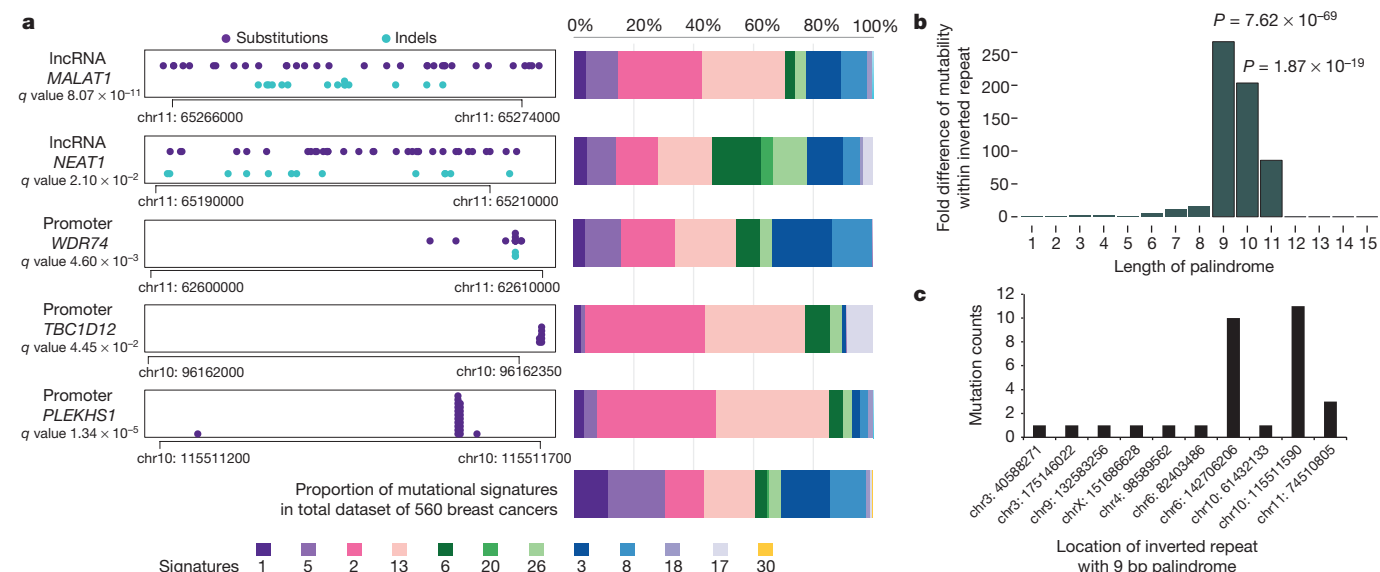 a
Substitutions
Indels
0% 20% 40% 60% 80% 100%
lncRNA
MALAT1
q value 8.07 × 10⁻¹¹
chr11: 65266000
chr11: 65274000
lncRNA
NEAT1
q value 2.10 × 10⁻²
chr11: 65190000
chr11: 65210000
Promoter
WDR74
q value 4.60 × 10⁻³
chr11: 62600000
chr11: 62610000
Promoter
TBC1D12
q value 4.45 × 10⁻²
chr10: 96162000
chr10: 96162350
Promoter
PLEKHS1
q value 1.34 × 10⁻⁵
chr10: 115511200
chr10: 115511700
Proportion of mutational signatures
in total dataset of 560 breast cancers
Signatures 1 5 2 13 6 20 26 3 8 18 17 30
b
Fold difference of mutability
within inverted repeat
250
200
150
100
50
0
P = 7.62 × 10⁻⁶⁹
P = 1.87 × 10⁻¹⁹
1 2 3 4 5 6 7 8 9 10 11 12 13 14 15
Length of palindrome
c
Mutation counts
12
10
8
6
4
2
0
chr3: 40588271
chr3: 175146022
chr9: 132583256
chrX: 151686628
chr4: 98589562
chr6: 82403486
chr6: 142706206
chr10: 61432133
chr10: 115511590
chr11: 74510805
Location of inverted repeat
with 9 bp palindrome